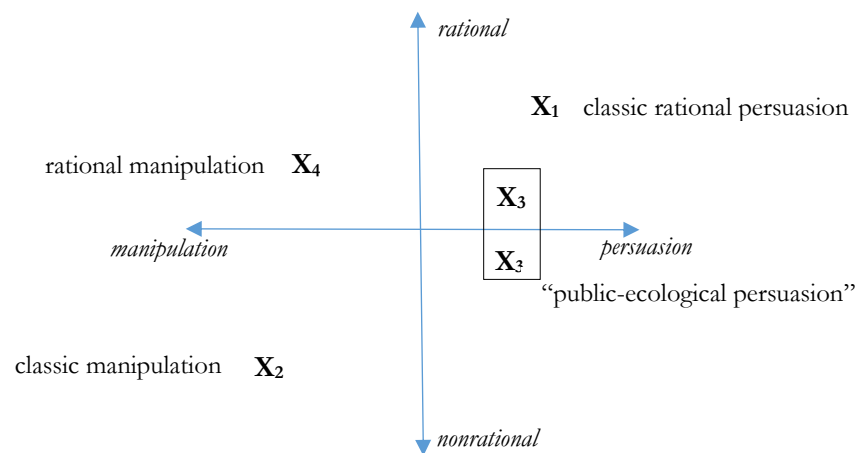 rational
X₁ classic rational persuasion
rational manipulation X₄
X₃
manipulation
persuasion
X₃
“public-ecological persuasion”
classic manipulation X₂
nonrational